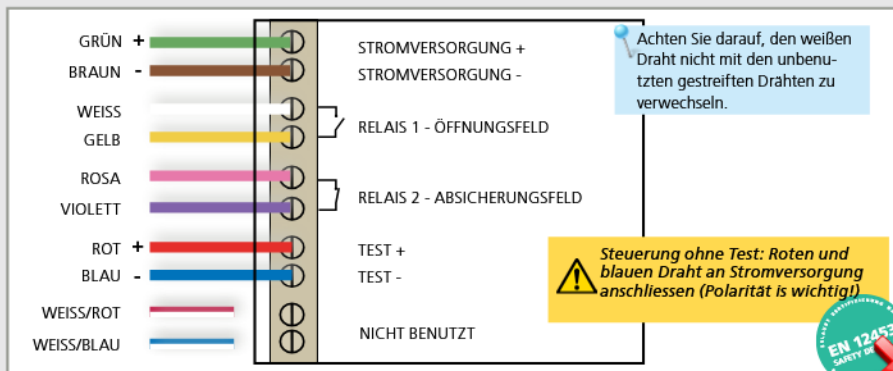 GRÜN +
BRAUN -
WEISS
GELB
ROSA
VIOLETT
ROT +
BLAU -
WEISS/ROT
WEISS/BLAU
STROMVERSORGUNG +
STROMVERSORGUNG -
RELAIS 1 - ÖFFNUNGSFELD
RELAIS 2 - ABSICHERUNGSFELD
TEST +
TEST -
NICHT BENUTZT
Achten Sie darauf, den weißen
Draht nicht mit den unbenu-
tzten gestreiften Drähten zu
verwechseln.
Steuerung ohne Test: Roten und
blauen Draht an Stromversorgung
anschliessen (Polarität is wichtig!)
EN 12453
SAFETY